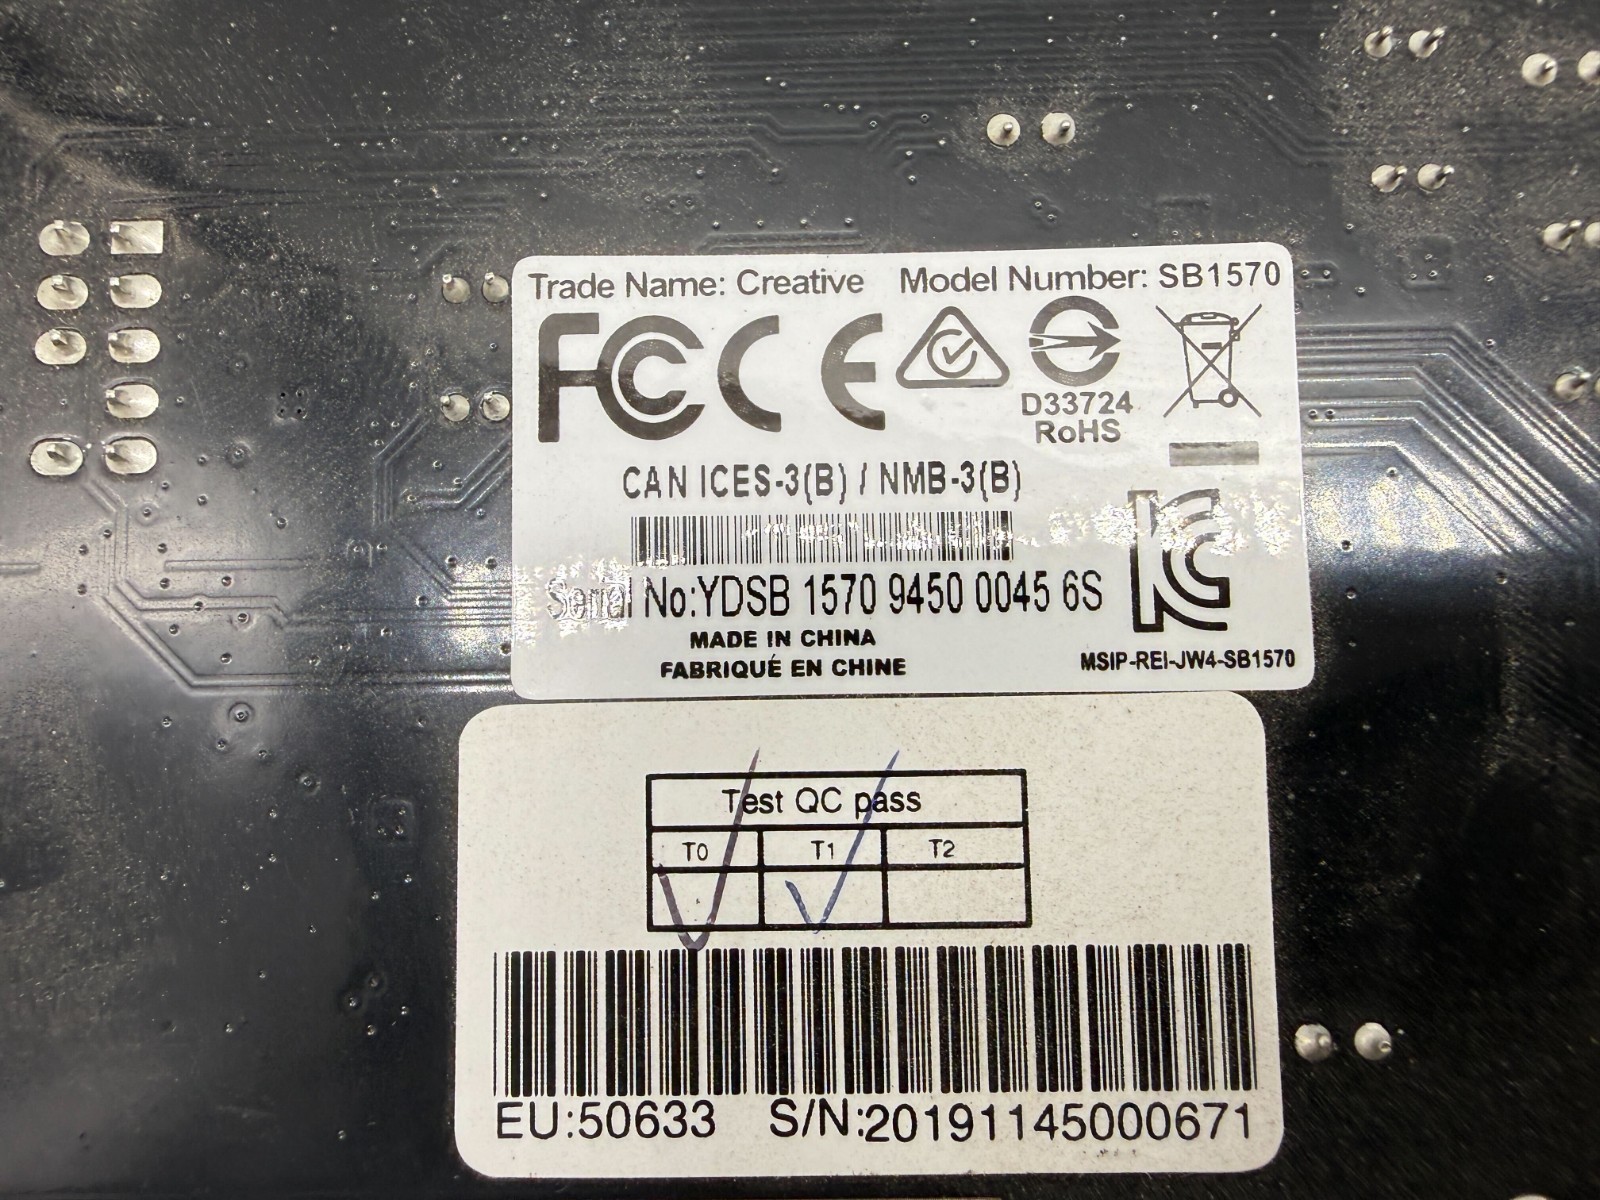 Trade Name: Creative Model Number: SB1570
FC CE
D33724
RoHS
CAN ICES-3(B) / NMB-3(B)
Serial No:YDSB 1570 9450 0045 6S
MADE IN CHINA
FABRIQUÉ EN CHINE
MSIP-REI-JW4-SB1570
Test QC pass
T0 T1 T2
EU:50633 S/N:20191145000671